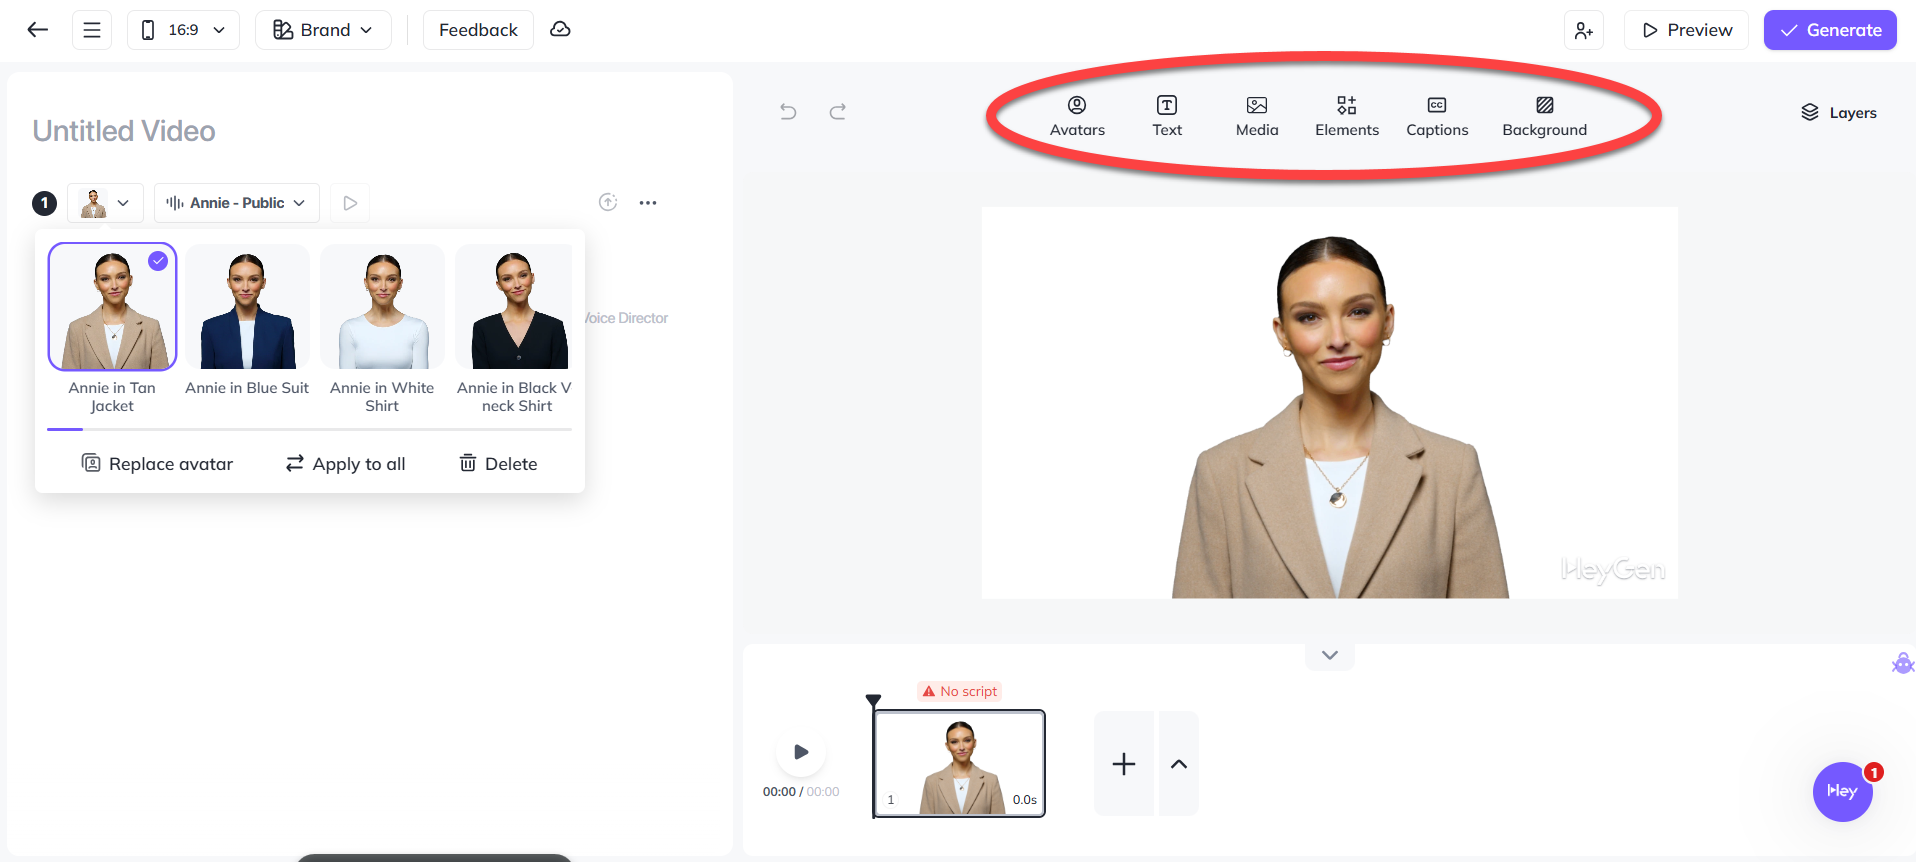 16:9
Brand
Feedback
Preview
Generate
Untitled Video
Avatars
Text
Media
Elements
CC
Captions
Background
Layers
1
Annie - Public
Voice Director
Annie in Tan
Jacket
Annie in Blue Suit
Annie in White
Shirt
Annie in Black V
neck Shirt
Replace avatar
Apply to all
Delete
HeyGen
No script
1
0.0s
00:00 / 00:00
Hey
1